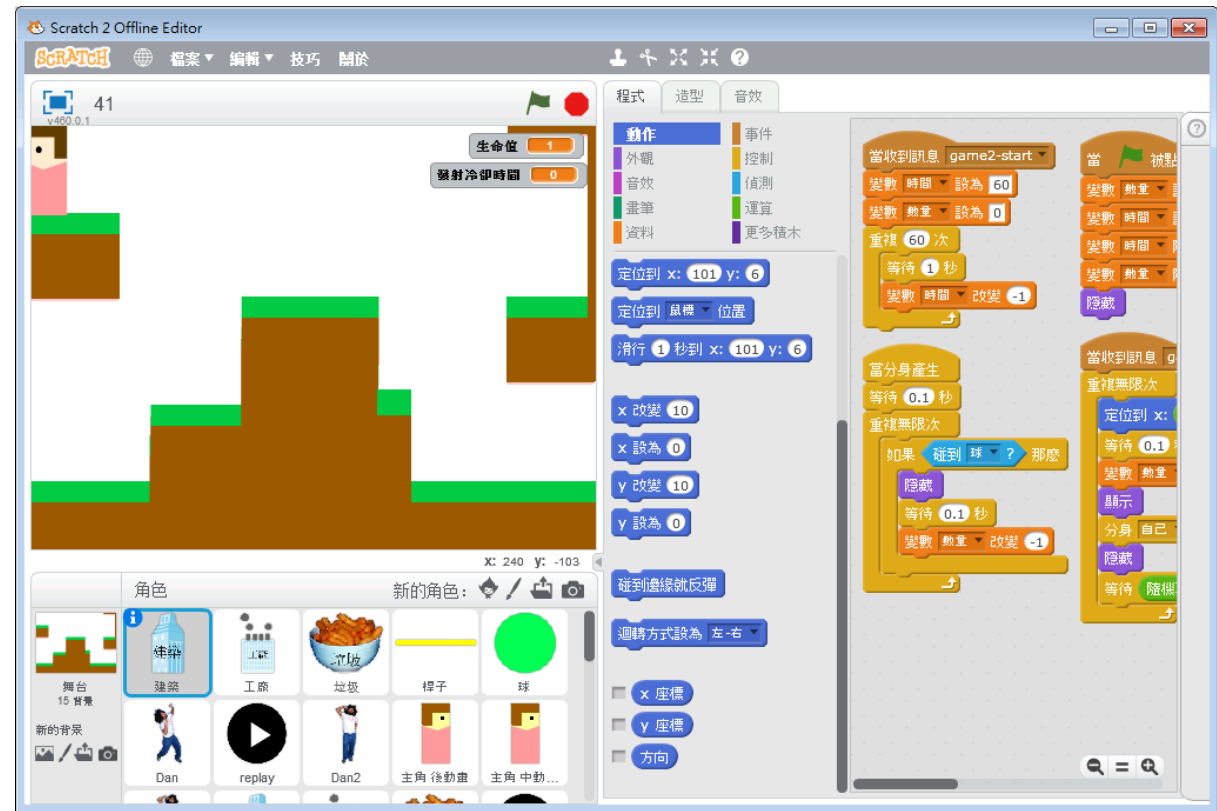 Scratch 2 Offline Editor
SCRATCH 檔案 編輯 技巧 關於
41
v460.0.1
生命值 1
發射冷卻時間 0
x: 240 y: -103
角色
新的角色:
舞台
15 背景
新的背景
建築
建築
工廠
工廠
垃圾
垃圾
桿子
球
Dan
replay
Dan2
主角 後動畫
主角 中動...
程式 造型 音效
動作 事件
外觀 控制
音效 偵測
畫筆 運算
資料 更多積木
定位到 x: 101 y: 6
定位到 鼠標 位置
滑行 1 秒到 x: 101 y: 6
x 改變 10
x 設為 0
y 改變 10
y 設為 0
碰到邊緣就反彈
迴轉方式設為 左-右
x 座標
y 座標
方向
當收到訊息 game2-start
變數 時間 設為 60
變數 數量 設為 0
重複 60 次
等待 1 秒
變數 時間 改變 -1
當分身產生
等待 0.1 秒
重複無限次
如果 碰到 球 ? 那麼
隱藏
等待 0.1 秒
變數 數量 改變 -1
當 被點
變數 數量
變數 時間
變數 時間
變數 數量
隱藏
當收到訊息 g
重複無限次
定位到 x:
等待 0.1
變數 數量
顯示
分身 自己
隱藏
等待 隨機